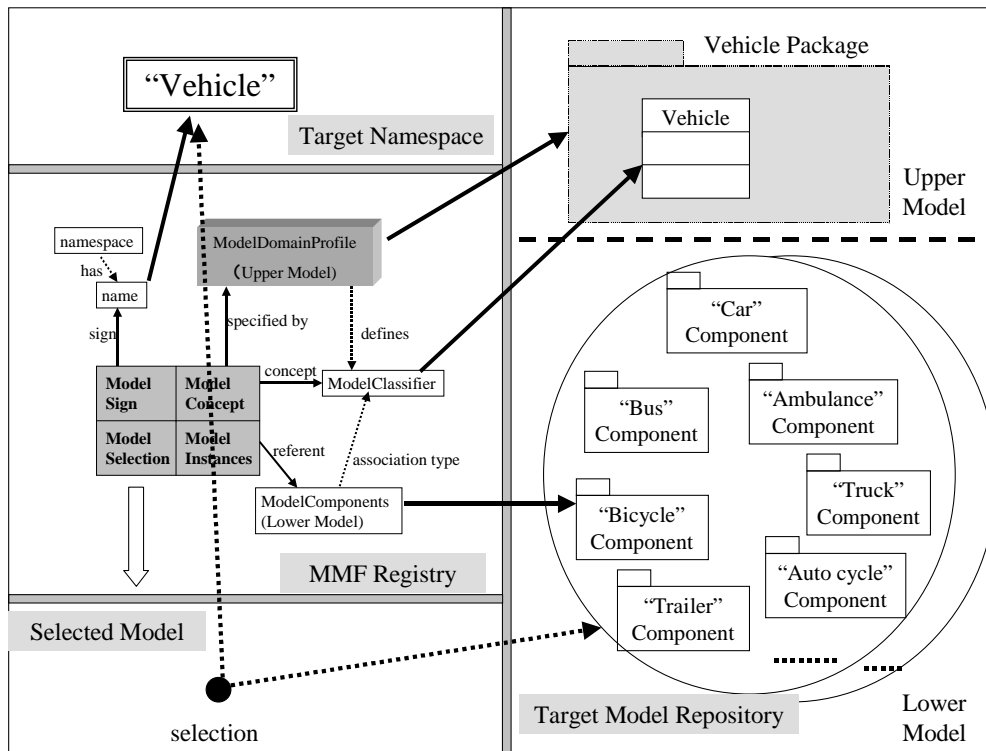 “Vehicle”
Target Namespace
namespace
has
name
sign
ModelDomainProfile
(Upper Model)
specified by
defines
concept
ModelClassifier
Model
Sign
Model
Concept
Model
Selection
Model
Instances
referent
association type
ModelComponents
(Lower Model)
MMF Registry
Selected Model
selection
Vehicle Package
Vehicle
Upper
Model
“Car”
Component
“Bus”
Component
“Ambulance”
Component
“Bicycle”
Component
“Truck”
Component
“Auto cycle”
Component
“Trailer”
Component
Target Model Repository
Lower
Model